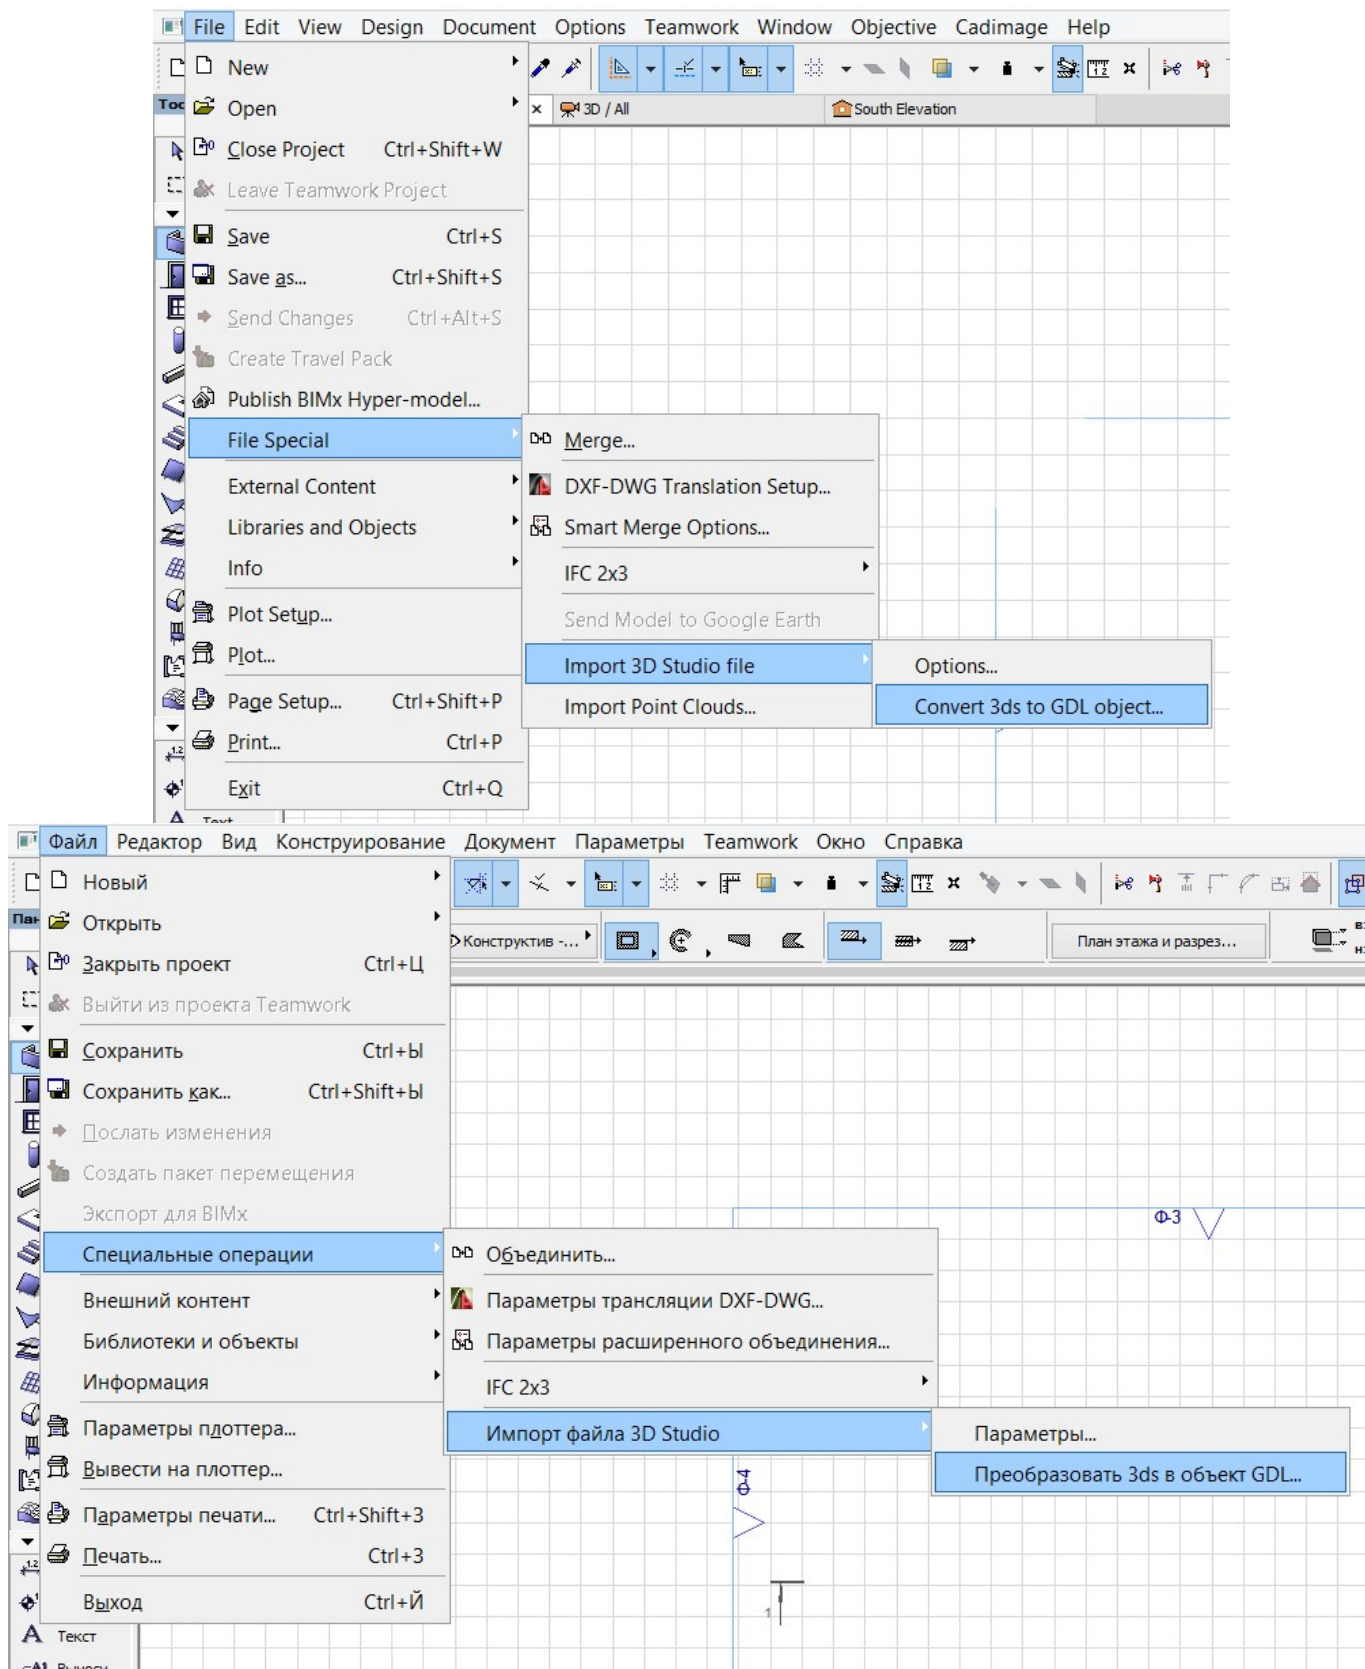 File Edit View Design Document Options Teamwork Window Objective Cadimage Help
New
3D / All South Elevation
Open
Close Project Ctrl+Shift+W
Leave Teamwork Project
Save Ctrl+S
Save as... Ctrl+Shift+S
Send Changes Ctrl+Alt+S
Create Travel Pack
Publish BIMx Hyper-model...
File Special
Merge...
External Content
DXF-DWG Translation Setup...
Libraries and Objects
Smart Merge Options...
Info
IFC 2x3
Plot Setup...
Send Model to Google Earth
Plot...
Import 3D Studio file
Options...
Page Setup... Ctrl+Shift+P
Import Point Clouds...
Convert 3ds to GDL object...
Print... Ctrl+P
Exit Ctrl+Q
Text
Файл Редактор Вид Конструирование Документ Параметры Teamwork Окно Справка
Новый
Открыть
Конструктив -...
План этажа и разрез...
Закрыть проект Ctrl+Ц
Выйти из проекта Teamwork
Сохранить Ctrl+Ы
Сохранить как... Ctrl+Shift+Ы
Послать изменения
Создать пакет перемещения
Экспорт для BIMx
Ф-3
Специальные операции
Объединить...
Внешний контент
Параметры трансляции DXF-DWG...
Библиотеки и объекты
Параметры расширенного объединения...
Информация
IFC 2x3
Параметры плоттера...
Импорт файла 3D Studio
Параметры...
Вывести на плоттер...
Преобразовать 3ds в объект GDL...
Ф-4
Параметры печати... Ctrl+Shift+З
Печать... Ctrl+З
Выход Ctrl+Й
1
Текст